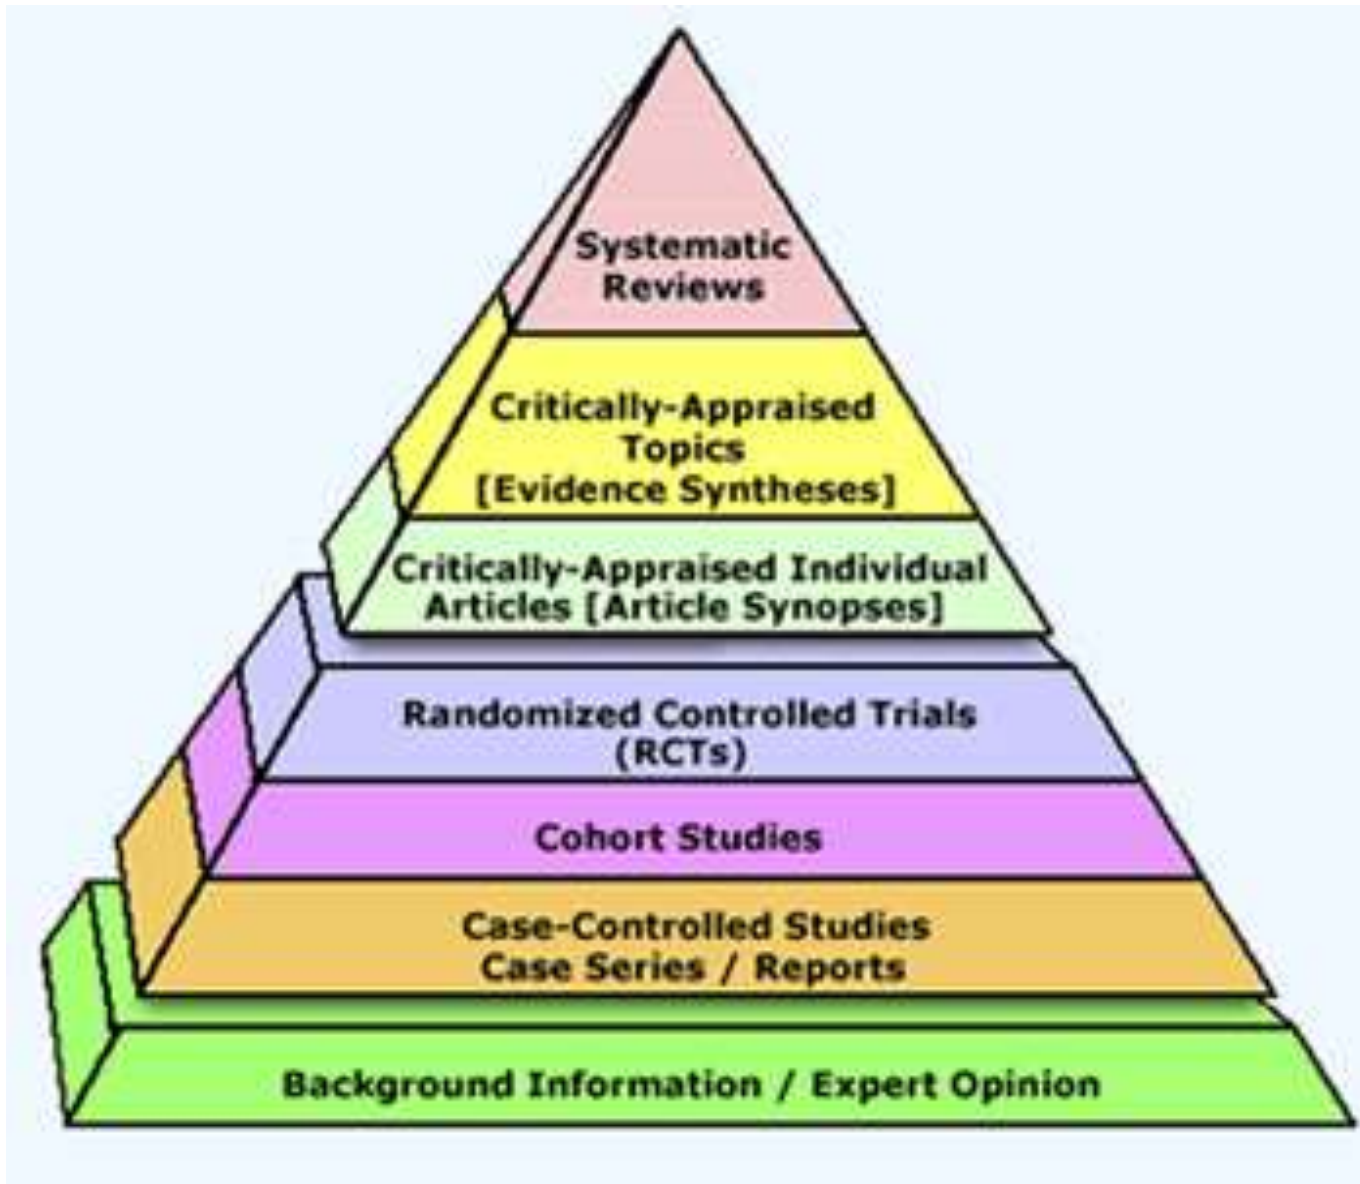 Systematic
Reviews
Critically-Appraised
Topics
[Evidence Syntheses]
Critically-Appraised Individual
Articles [Article Synopses]
Randomized Controlled Trials
(RCTs)
Cohort Studies
Case-Controlled Studies
Case Series / Reports
Background Information / Expert Opinion